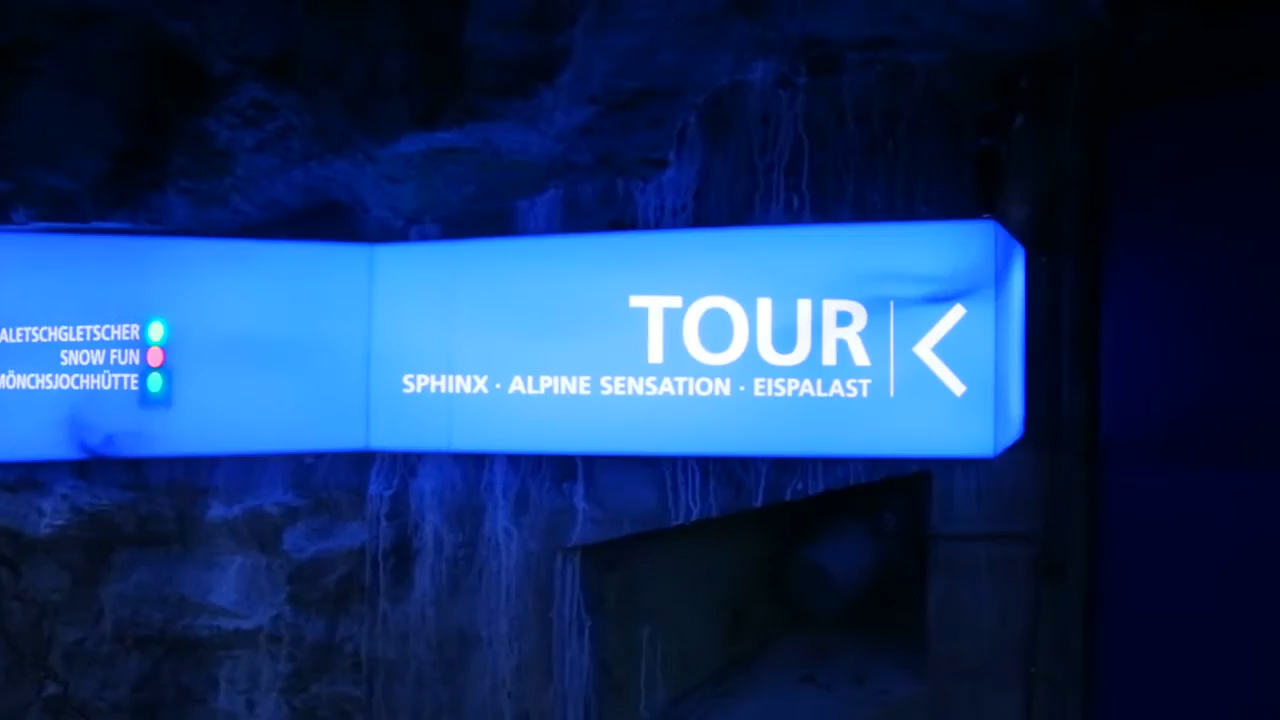 ALETSCHGLETSCHER
SNOW FUN
MÖNCHSJOCHHÜTTE
TOUR
SPHINX · ALPINE SENSATION · EISPALAST